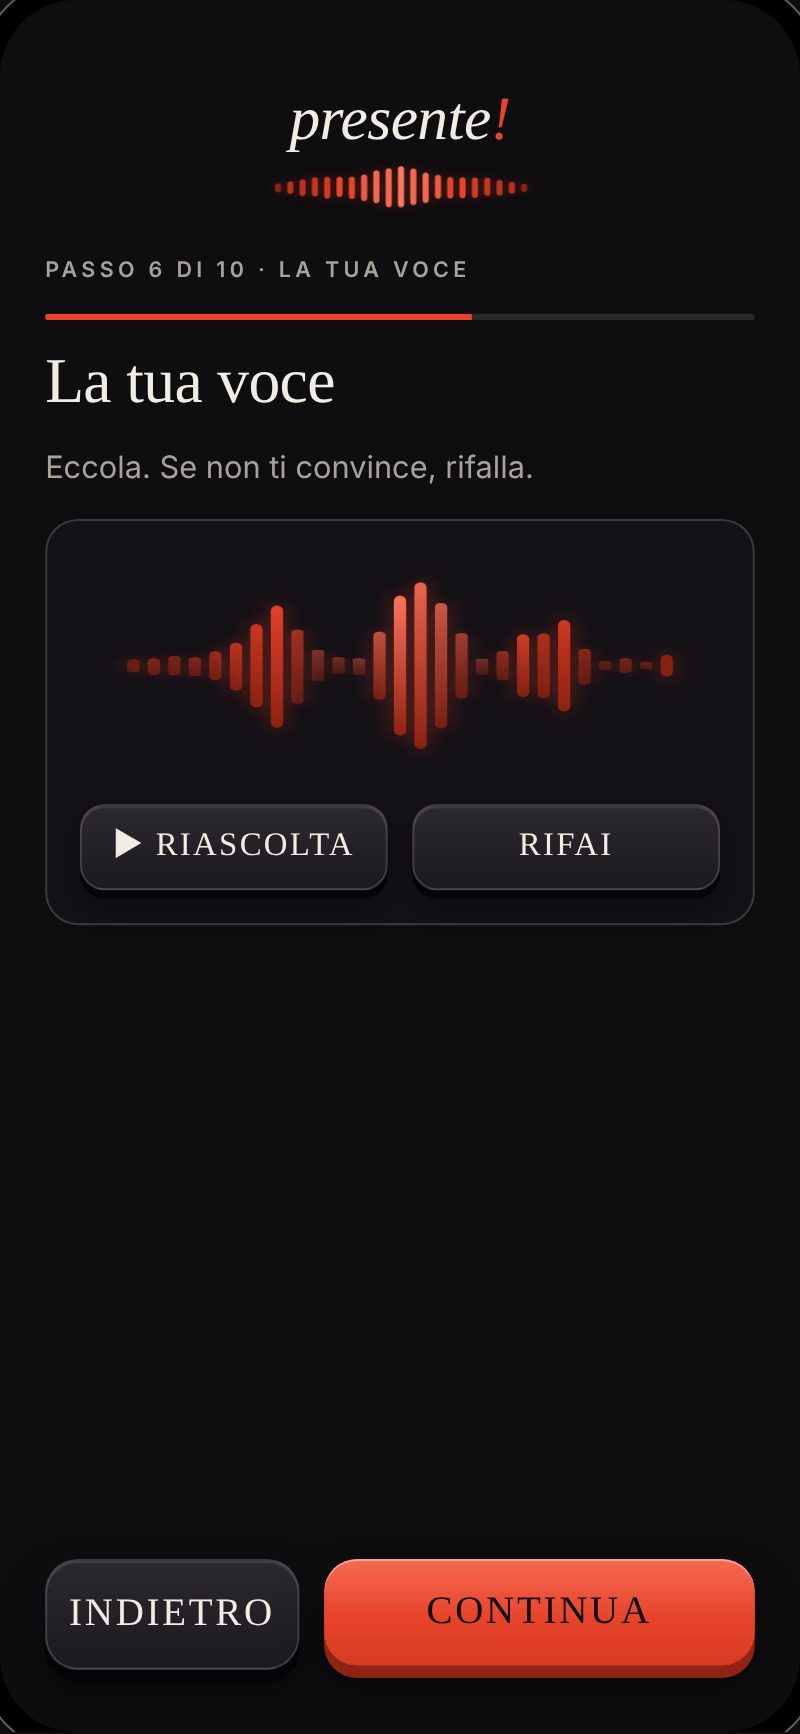 presente!
PASSO 6 DI 10 · LA TUA VOCE
La tua voce
Eccola. Se non ti convince, rifalla.
RIASCOLTA
RIFAI
INDIETRO
CONTINUA